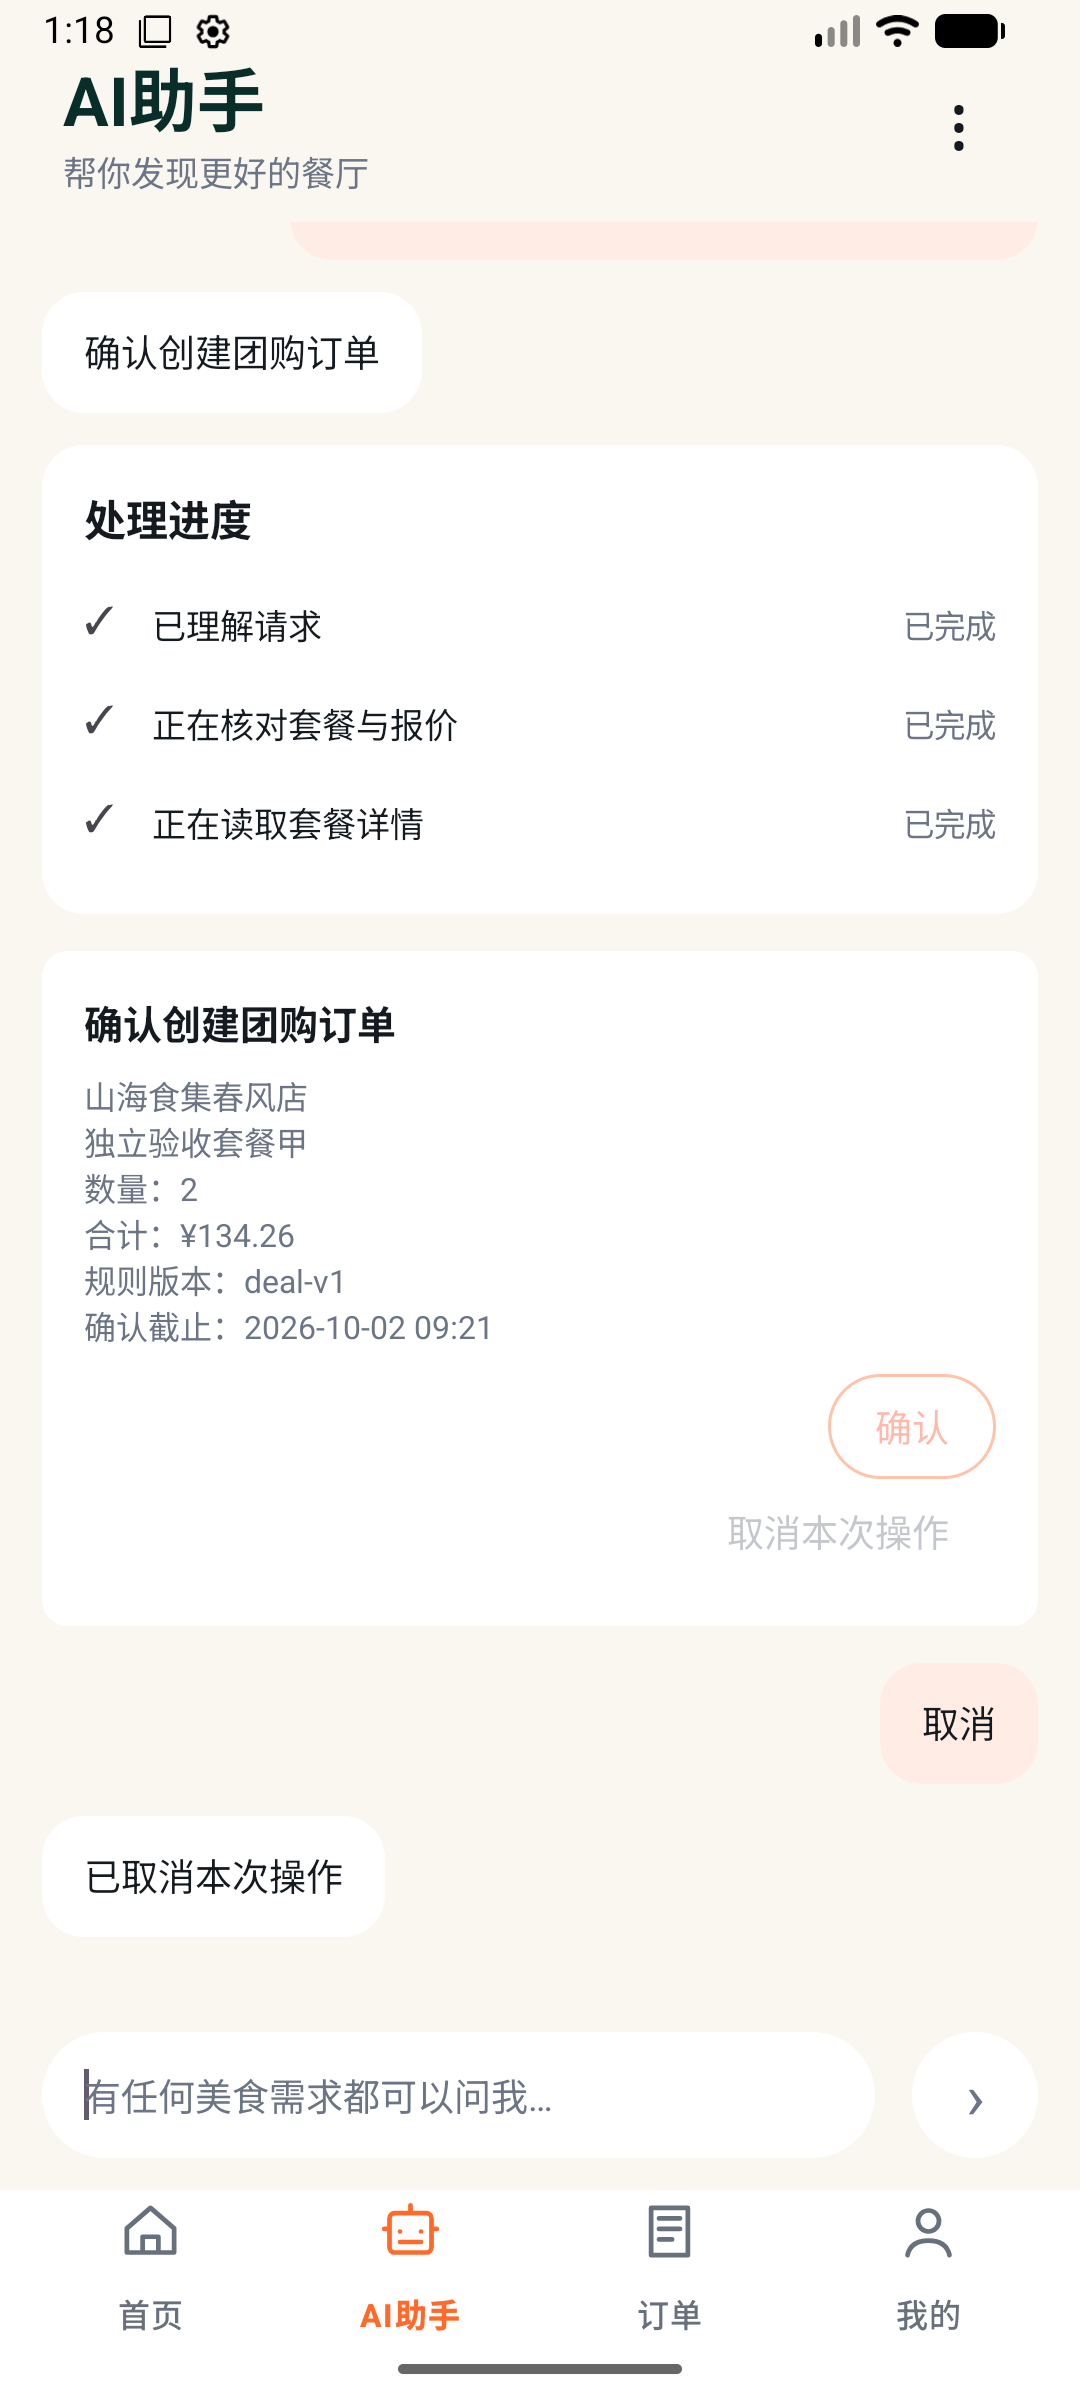 1:18
AI助手
帮你发现更好的餐厅
确认创建团购订单
处理进度
✓ 已理解请求 已完成
✓ 正在核对套餐与报价 已完成
✓ 正在读取套餐详情 已完成
确认创建团购订单
山海食集春风店
独立验收套餐甲
数量：2
合计：¥134.26
规则版本：deal-v1
确认截止：2026-10-02 09:21
确认
取消本次操作
取消
已取消本次操作
有任何美食需求都可以问我…
首页 AI助手 订单 我的